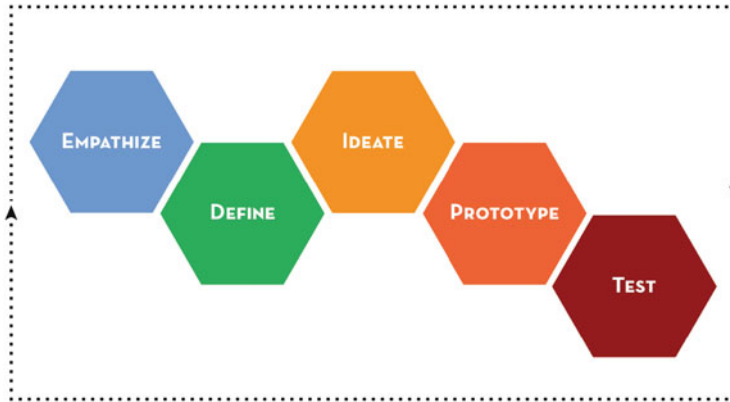 EMPATHIZE
DEFINE
IDEATE
PROTOTYPE
TEST